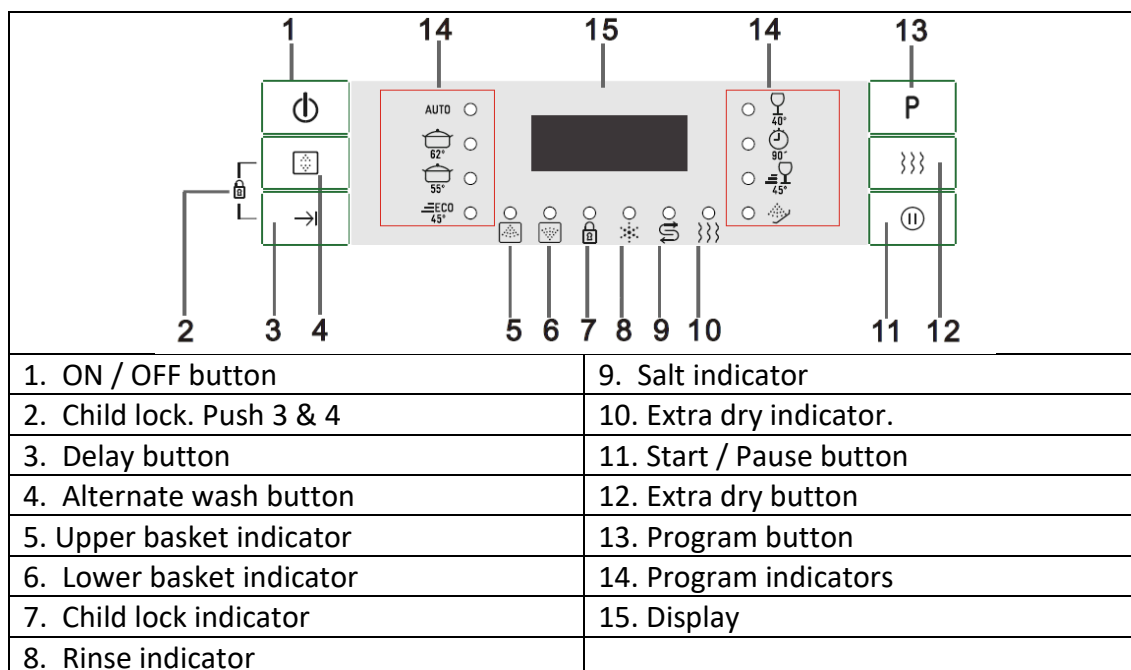 1 14 15 14 13
AUTO 40° P
62° 90´
55° 45°
ECO
45°
2 3 4 5 6 7 8 9 10 11 12
1. ON / OFF button
9. Salt indicator
2. Child lock. Push 3 & 4
10. Extra dry indicator.
3. Delay button
11. Start / Pause button
4. Alternate wash button
12. Extra dry button
5. Upper basket indicator
13. Program button
6. Lower basket indicator
14. Program indicators
7. Child lock indicator
15. Display
8. Rinse indicator